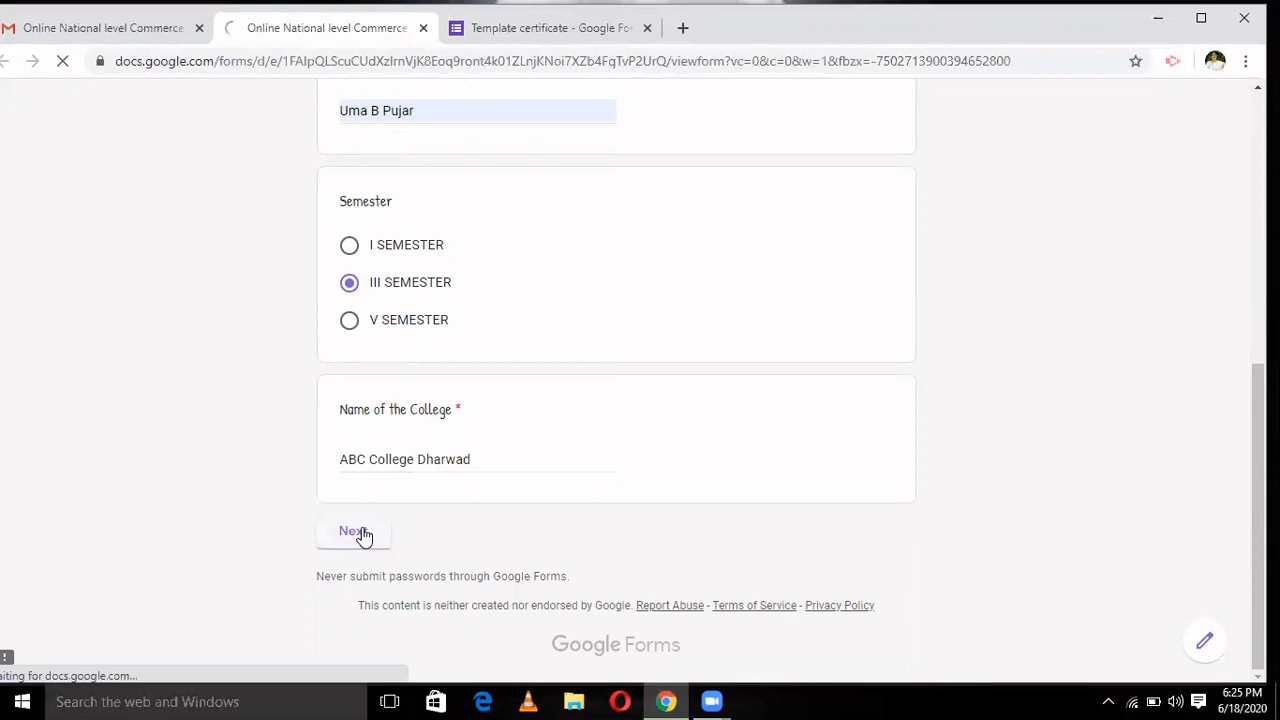 Online National level Commerce
Online National level Commerce
Template certificate - Google Fo
docs.google.com/forms/d/e/1FAIpQLScuCUdXzIrnVjK8Eoq9rnt4k01ZLnjKNoi7XZb4FqTvP2UrQ/viewform?vc=0&c=0&w=1&flr=0&fbzx=-7502713900394652800
Uma B Pujar
Semester
I SEMESTER
III SEMESTER
V SEMESTER
Name of the College *
ABC College Dharwad
Next
Never submit passwords through Google Forms.
This content is neither created nor endorsed by Google. Report Abuse - Terms of Service - Privacy Policy
Google Forms
aiting for docs.google.com...
Search the web and Windows
6:25 PM
6/18/2020